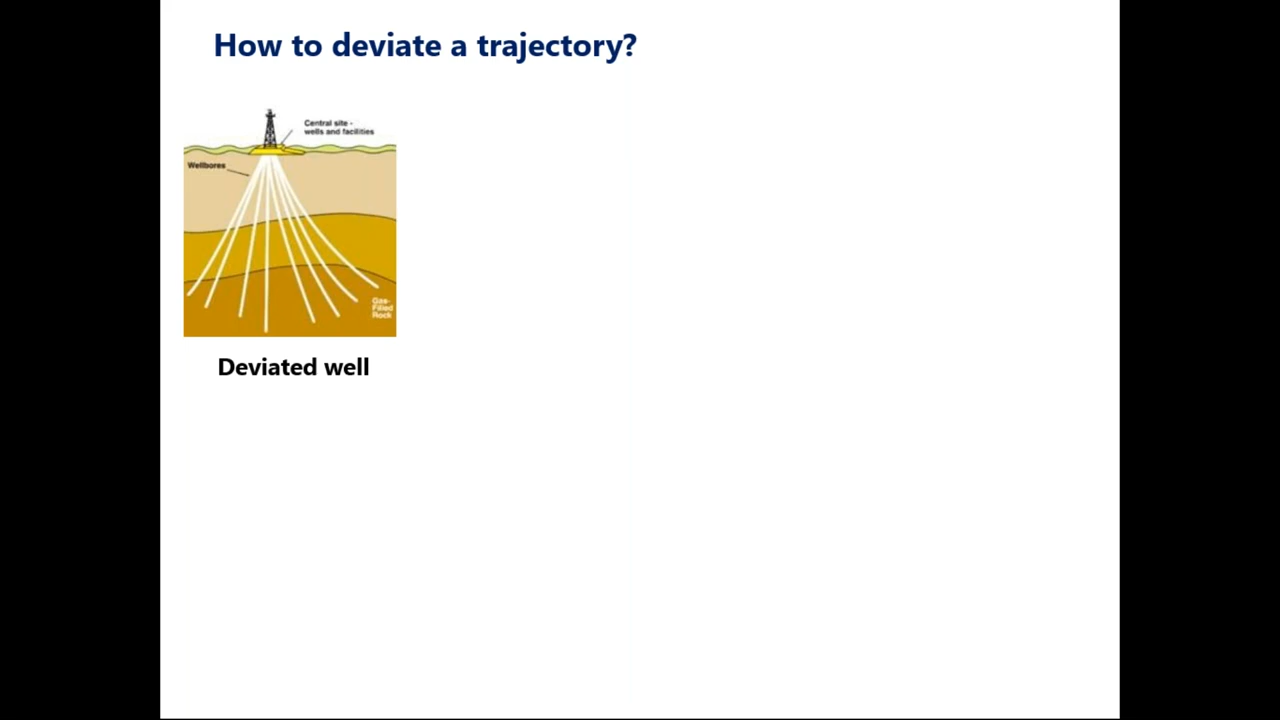 How to deviate a trajectory?
Central site -
wells and facilities
Wellbores
Gas-
Filled
Rock
Deviated well